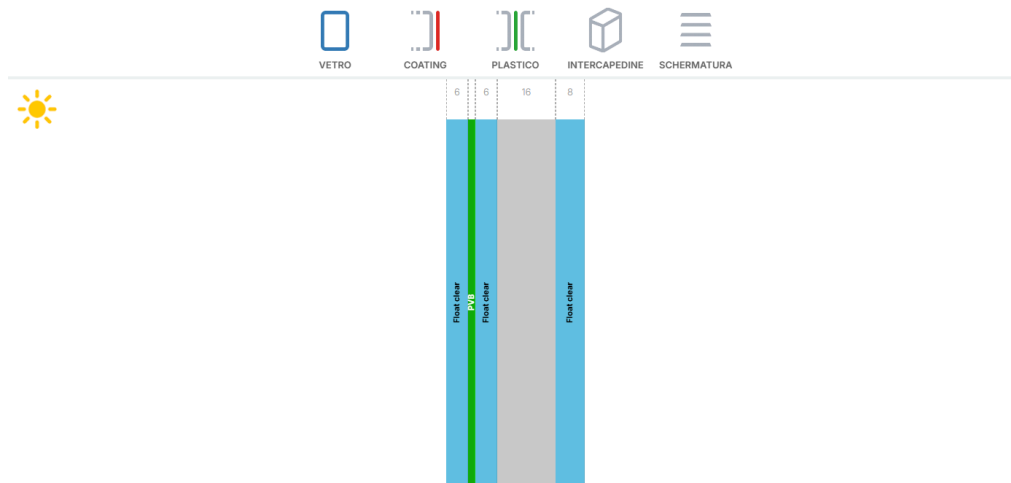 VETRO COATING PLASTICO INTERCAPEDINE SCHERMATURA
6 6 16 8
Float clear
PVB
Float clear
Float clear